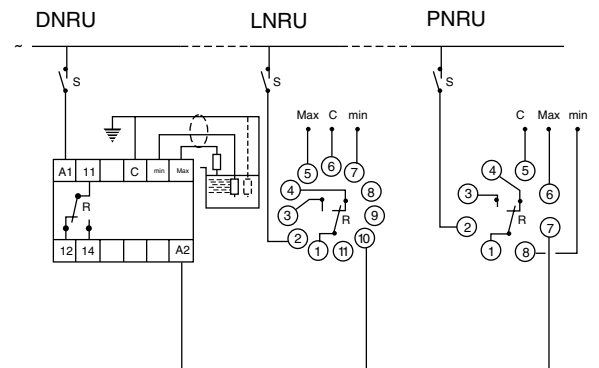 DNRU LNRU PNRU
~
S S S
Max C min C Max min
A1 11 C min Max
5 6 7
4 8
3 9
2 R 10
1 11
4 5
3 6
2 R 7
1 8
R
12 14 A2